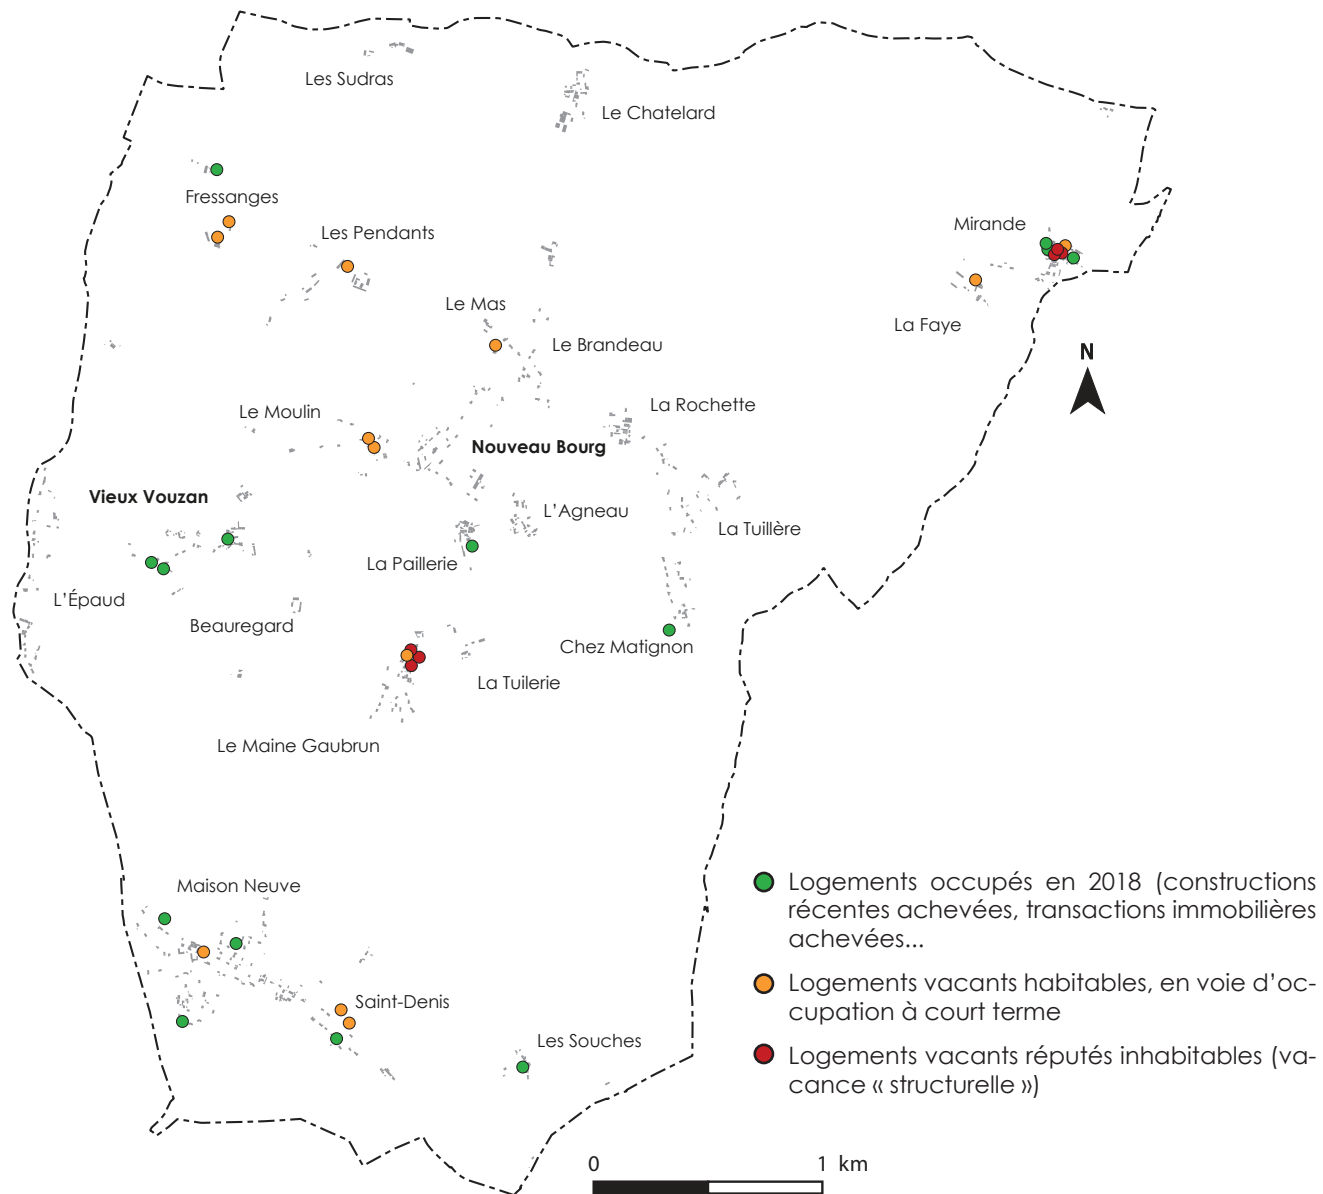 Les Sudras
Le Chatelard
Fressanges
Les Pendants
Mirande
Le Mas
La Faye
Le Brandeau
N
Le Moulin
La Rochette
Nouveau Bourg
Vieux Vouzan
L'Agneau
La Tuillère
La Paillerie
L'Épaud
Beauregard
Chez Matignon
La Tuilerie
Le Maine Gaubrun
Maison Neuve
Saint-Denis
Les Souches
Logements occupés en 2018 (constructions
récentes achevées, transactions immobilières
achevées...
Logements vacants habitables, en voie d'oc-
cupation à court terme
Logements vacants réputés inhabitables (va-
cance « structurelle »)
0 1 km